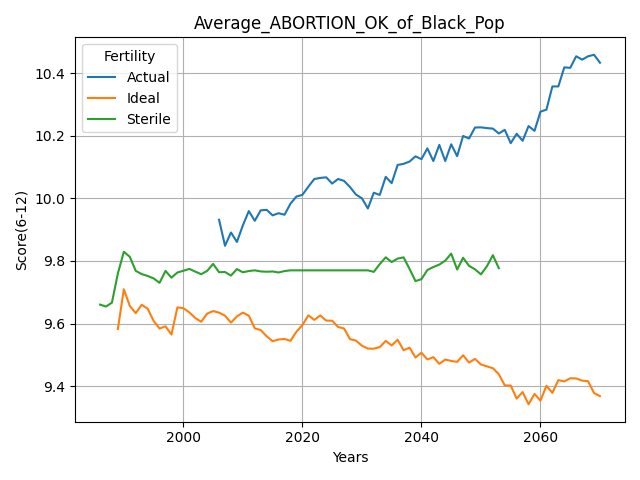 Average_ABORTION_OK_of_Black_Pop
Fertility
Actual
Ideal
Sterile
Score(6-12)
10.4
10.2
10.0
9.8
9.6
9.4
2000
2020
2040
2060
Years